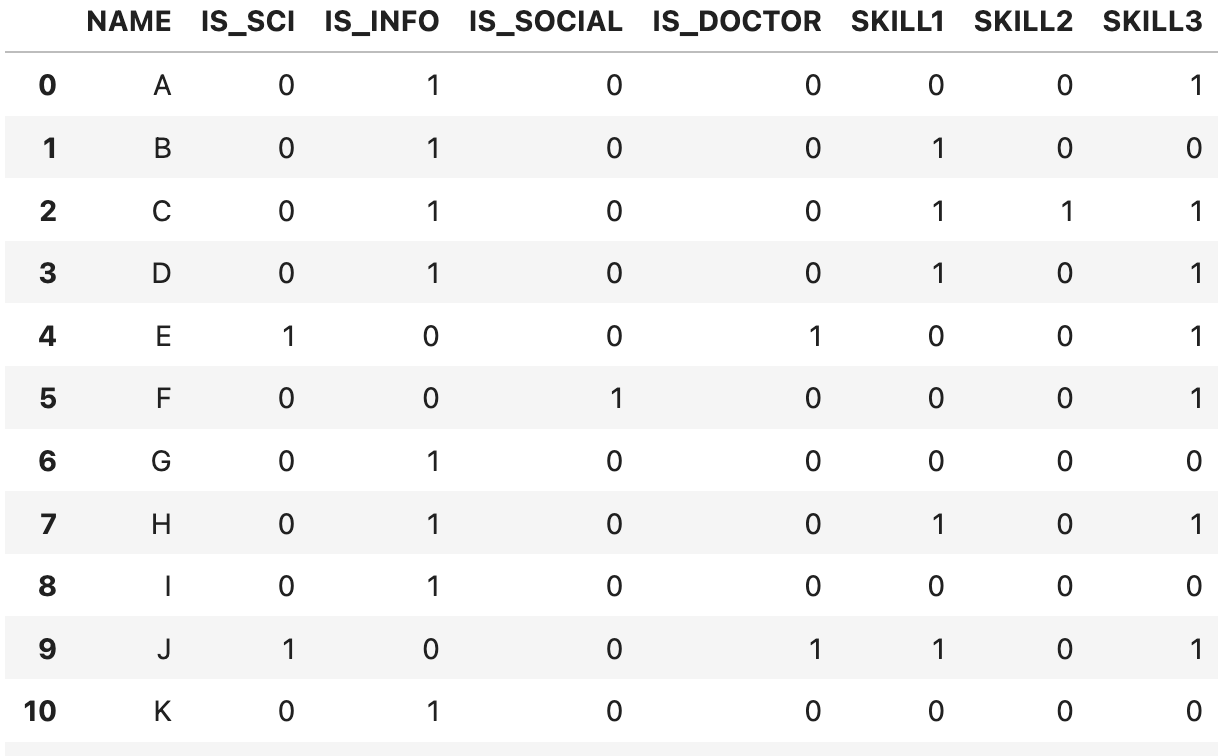 NAME IS_SCI IS_INFO IS_SOCIAL IS_DOCTOR SKILL1 SKILL2 SKILL3
0 A 0 1 0 0 0 0 1
1 B 0 1 0 0 1 0 0
2 C 0 1 0 0 1 1 1
3 D 0 1 0 0 1 0 1
4 E 1 0 0 1 0 0 1
5 F 0 0 1 0 0 0 1
6 G 0 1 0 0 0 0 0
7 H 0 1 0 0 1 0 1
8 I 0 1 0 0 0 0 0
9 J 1 0 0 1 1 0 1
10 K 0 1 0 0 0 0 0